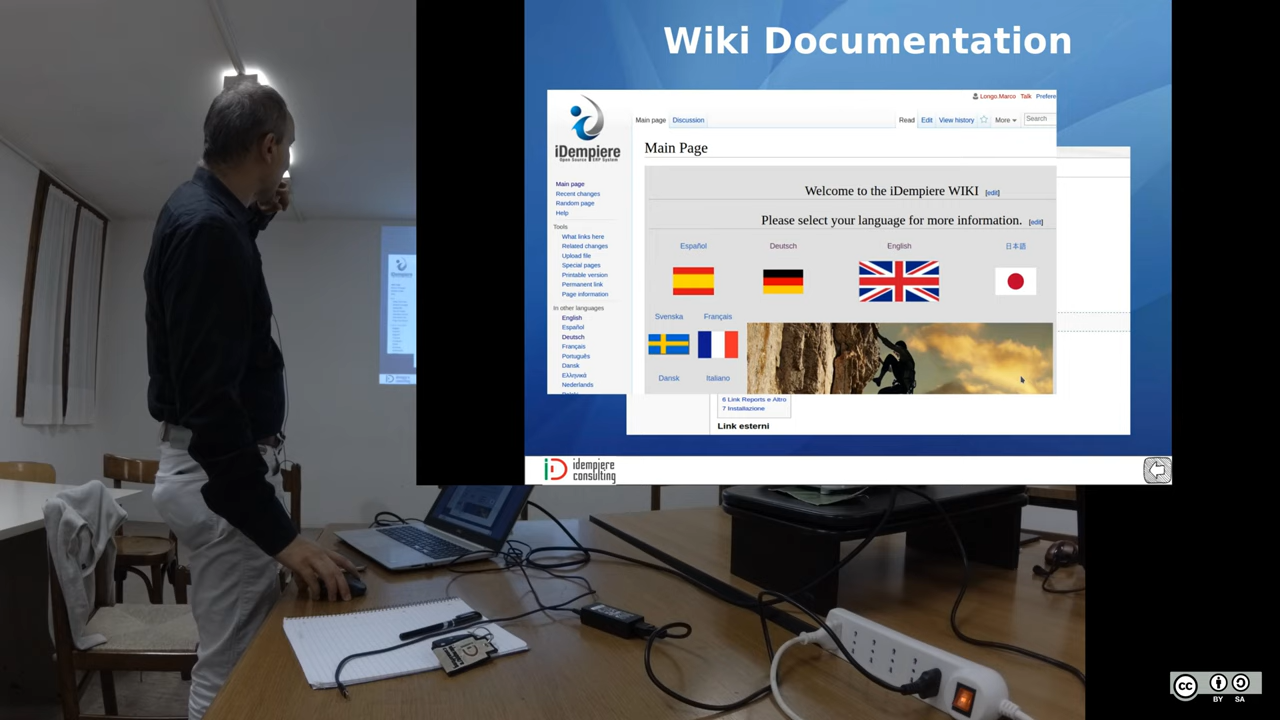 Wiki Documentation
Longo.Marco Talk Prefere
Main page Discussion Read Edit View history More Search
iDempiere
Open Source ERP System
Main Page
Welcome to the iDempiere WIKI [edit]
Please select your language for more information. [edit]
Main page
Recent changes
Random page
Help
Tools
What links here
Related changes
Upload file
Special pages
Printable version
Permanent link
Page information
In other languages
English
Español
Deutsch
Français
Português
Dansk
Ελληνικά
Nederlands
Español Deutsch English 日本語
Svenska Français
Dansk Italiano
6 Link Reports e Altro
7 Installazione
Link esterni
idempiere
consulting
iDempiere
cc BY SA